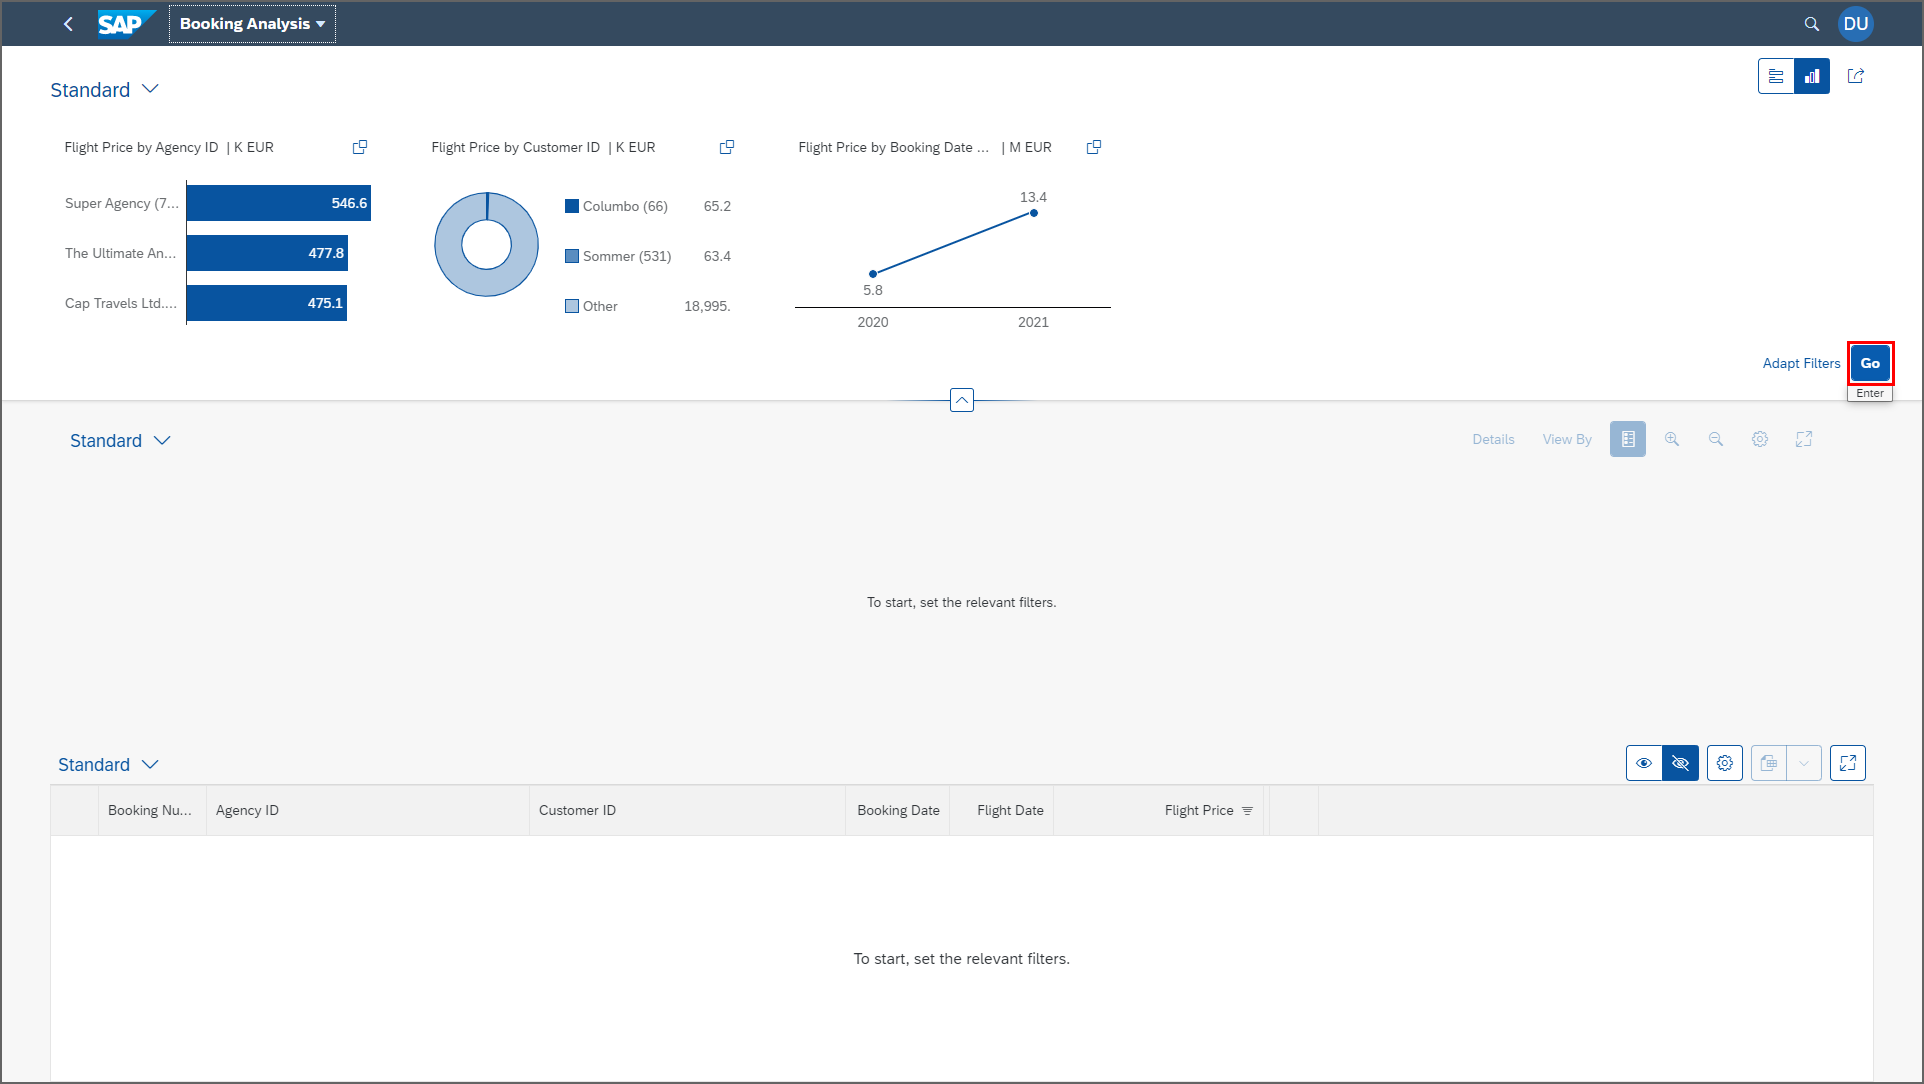 SAP Booking Analysis DU
Standard
Flight Price by Agency ID | K EUR
Super Agency (7... 546.6
The Ultimate An... 477.8
Cap Travels Ltd.... 475.1
Flight Price by Customer ID | K EUR
Columbo (66) 65.2
Sommer (531) 63.4
Other 18,995.
Flight Price by Booking Date ... | M EUR
13.4
5.8
2020 2021
Adapt Filters Go
Enter
Standard Details View By
To start, set the relevant filters.
Standard
Booking Nu... Agency ID Customer ID Booking Date Flight Date Flight Price
To start, set the relevant filters.